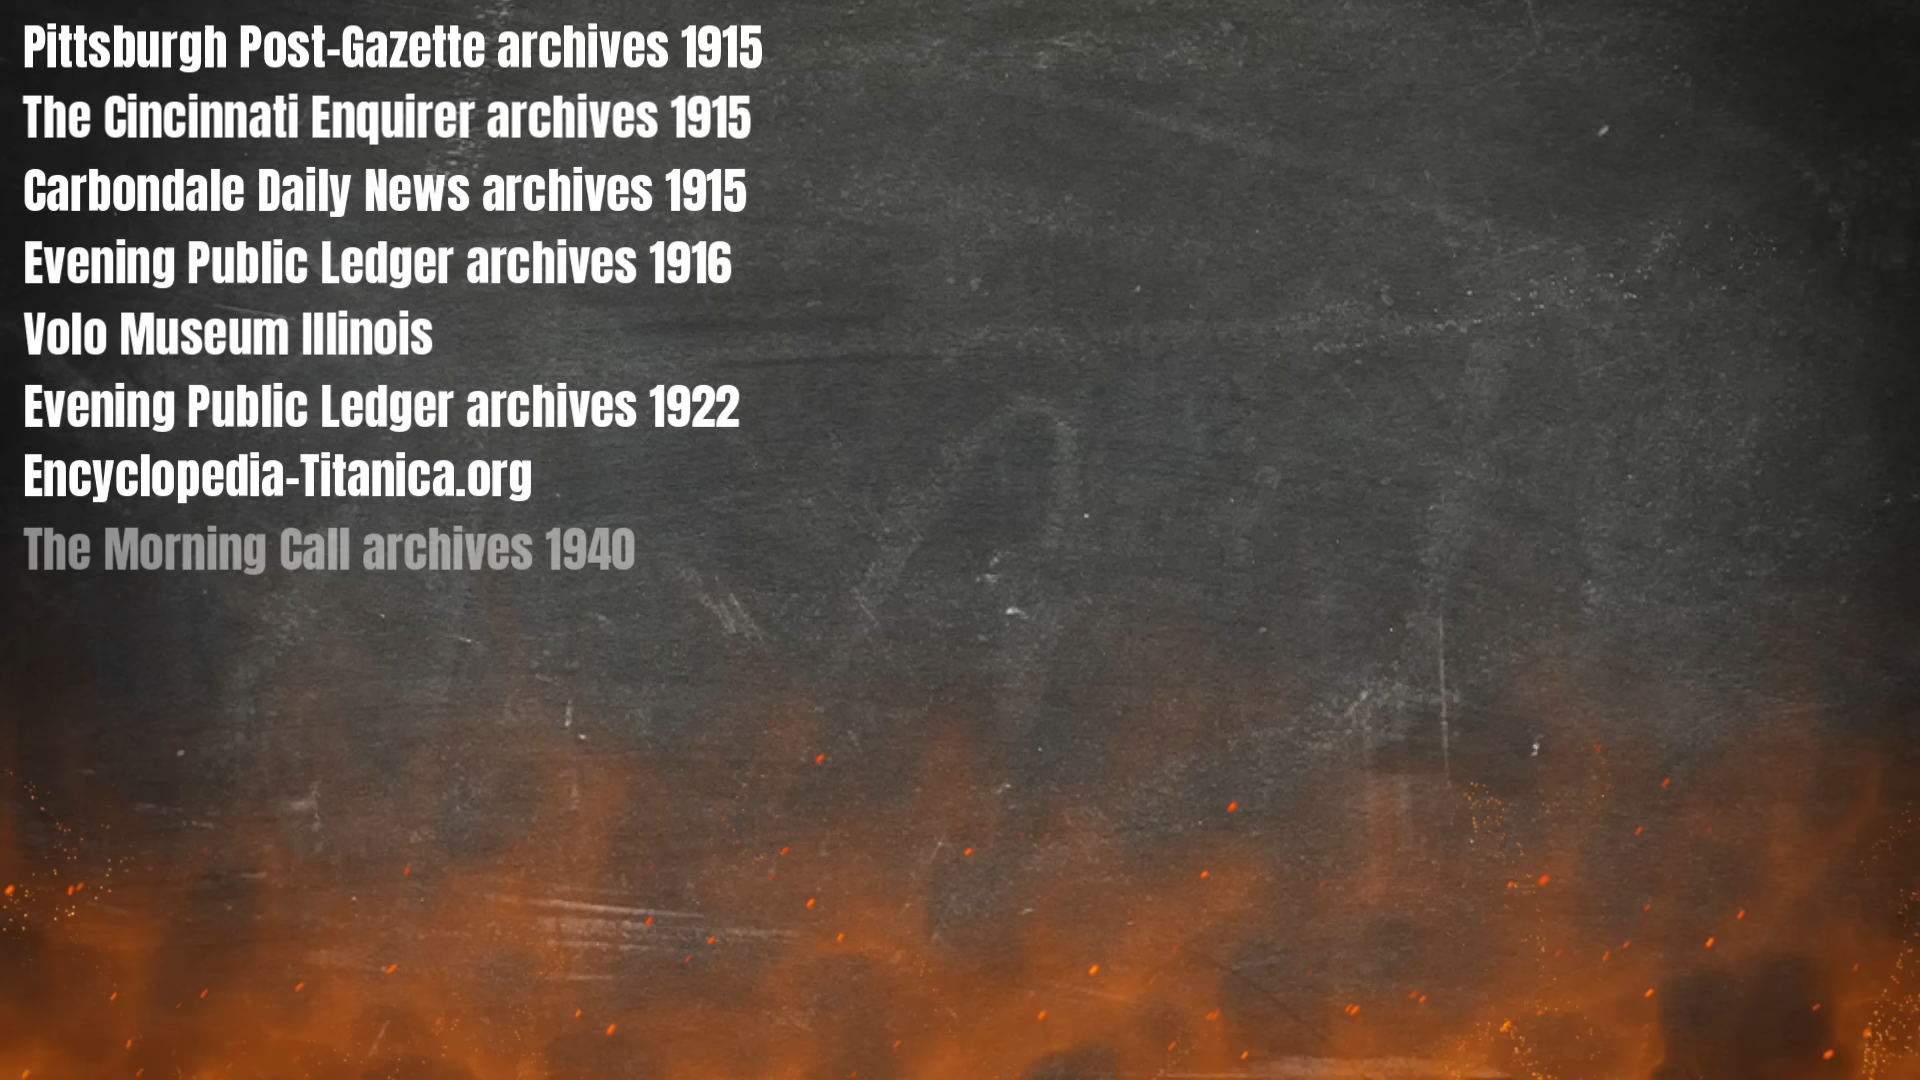 Pittsburgh Post-Gazette archives 1915
The Cincinnati Enquirer archives 1915
Carbondale Daily News archives 1915
Evening Public Ledger archives 1916
Volo Museum Illinois
Evening Public Ledger archives 1922
Encyclopedia-Titanica.org
The Morning Call archives 1940